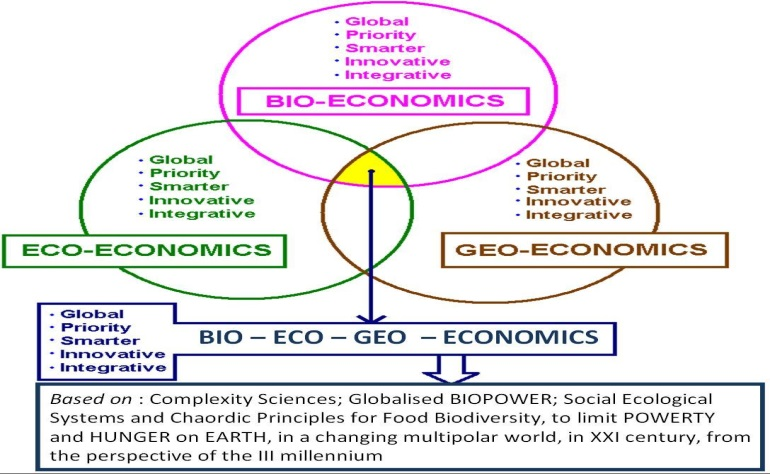 · Global
· Priority
· Smarter
· Innovative
· Integrative
BIO-ECONOMICS
· Global
· Priority
· Smarter
· Innovative
· Integrative
ECO-ECONOMICS
· Global
· Priority
· Smarter
· Innovative
· Integrative
GEO-ECONOMICS
· Global
· Priority
· Smarter
· Innovative
· Integrative
BIO – ECO – GEO – ECONOMICS
Based on : Complexity Sciences; Globalised BIOPOWER; Social Ecological
Systems and Chaordic Principles for Food Biodiversity, to limit POWERTY
and HUNGER on EARTH, in a changing multipolar world, in XXI century, from
the perspective of the III millennium